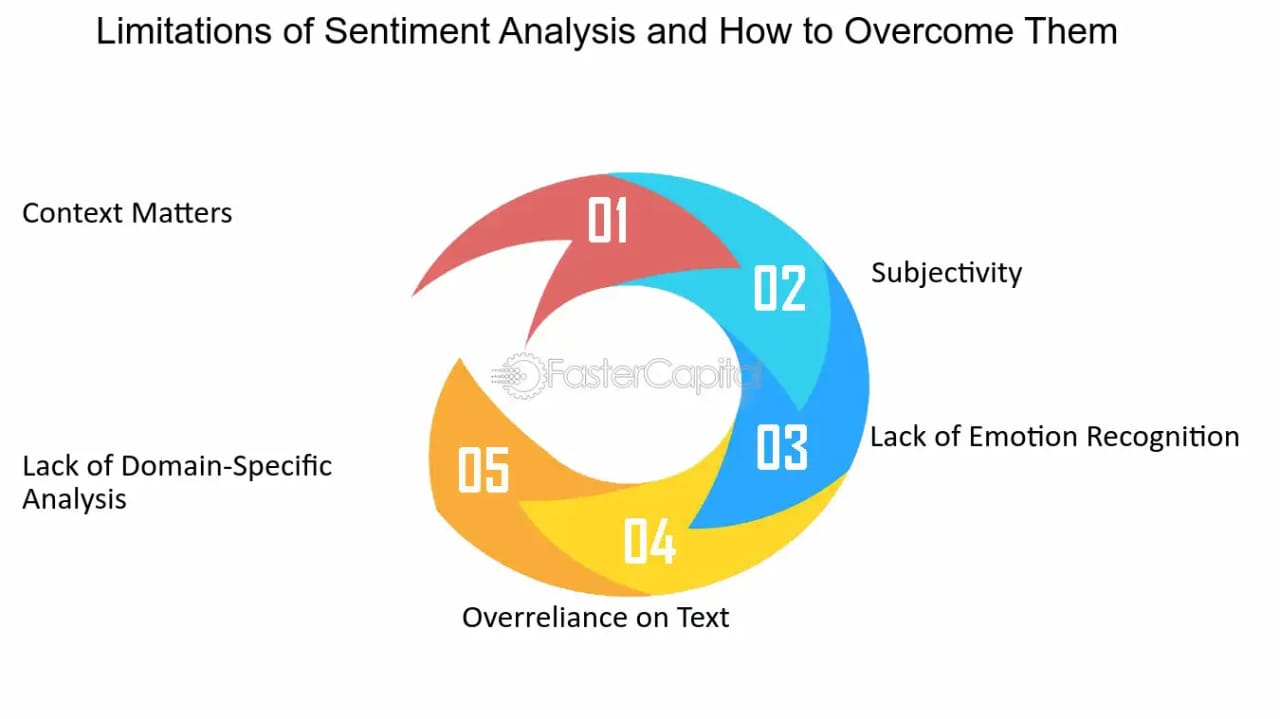 Limitations of Sentiment Analysis and How to Overcome Them
Context Matters
01
02
Subjectivity
FasterCapital
03
Lack of Emotion Recognition
05
Lack of Domain-Specific
Analysis
04
Overreliance on Text